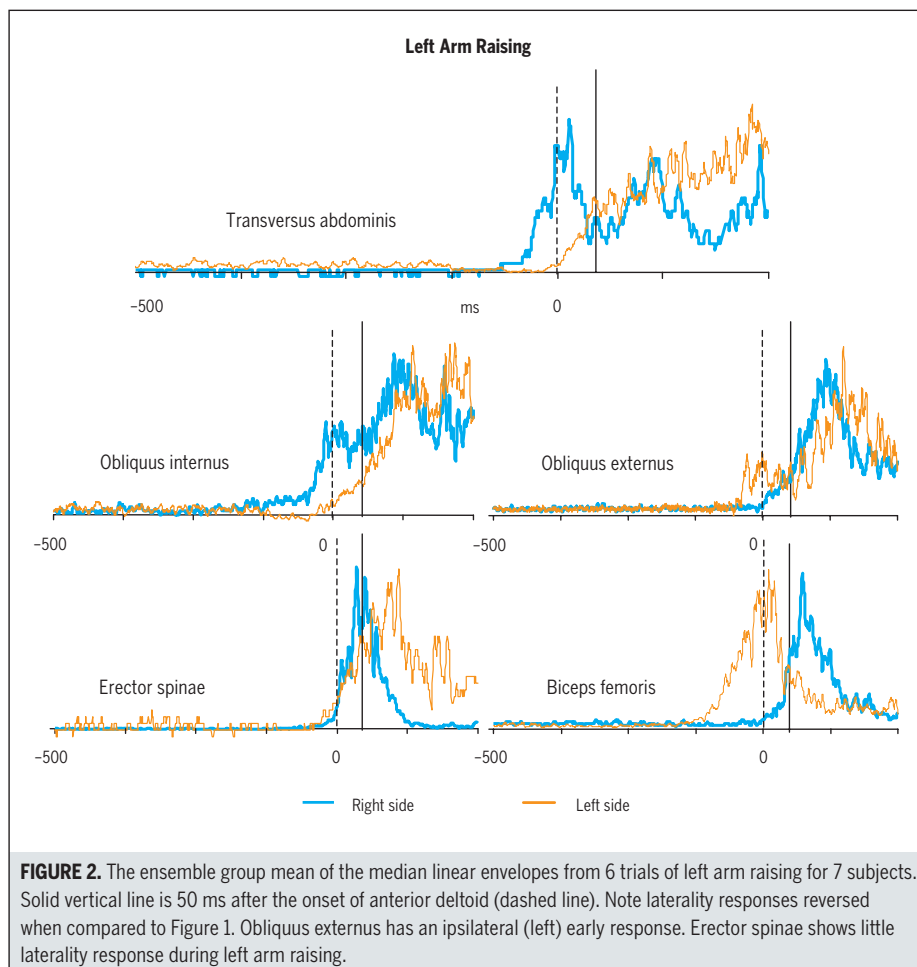 Left Arm Raising
Transversus abdominis
–500
ms
0
Obliquus internus
Obliquus externus
–500
0
–500
0
Erector spinae
Biceps femoris
–500
0
–500
0
Right side
Left side
FIGURE 2. The ensemble group mean of the median linear envelopes from 6 trials of left arm raising for 7 subjects.
Solid vertical line is 50 ms after the onset of anterior deltoid (dashed line). Note laterality responses reversed
when compared to Figure 1. Obliquus externus has an ipsilateral (left) early response. Erector spinae shows little
laterality response during left arm raising.